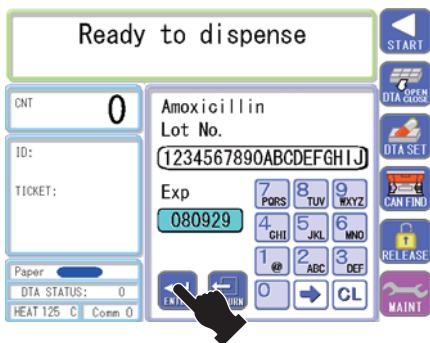 Ready to dispense
START
DTA OPEN CLOSE
DTA SET
CAN FIND
RELEASE
MAINT
CNT 0
ID:
TICKET:
Paper
DTA STATUS: 0
HEAT 125 C Comm 0
Amoxicillin
Lot No.
(1234567890ABCDEFGHIJ)
Exp
080929
7 PQRS 8 TUV 9 WXYZ
4 GHI 5 JKL 6 MNO
1 @ 2 ABC 3 DEF
0 CL